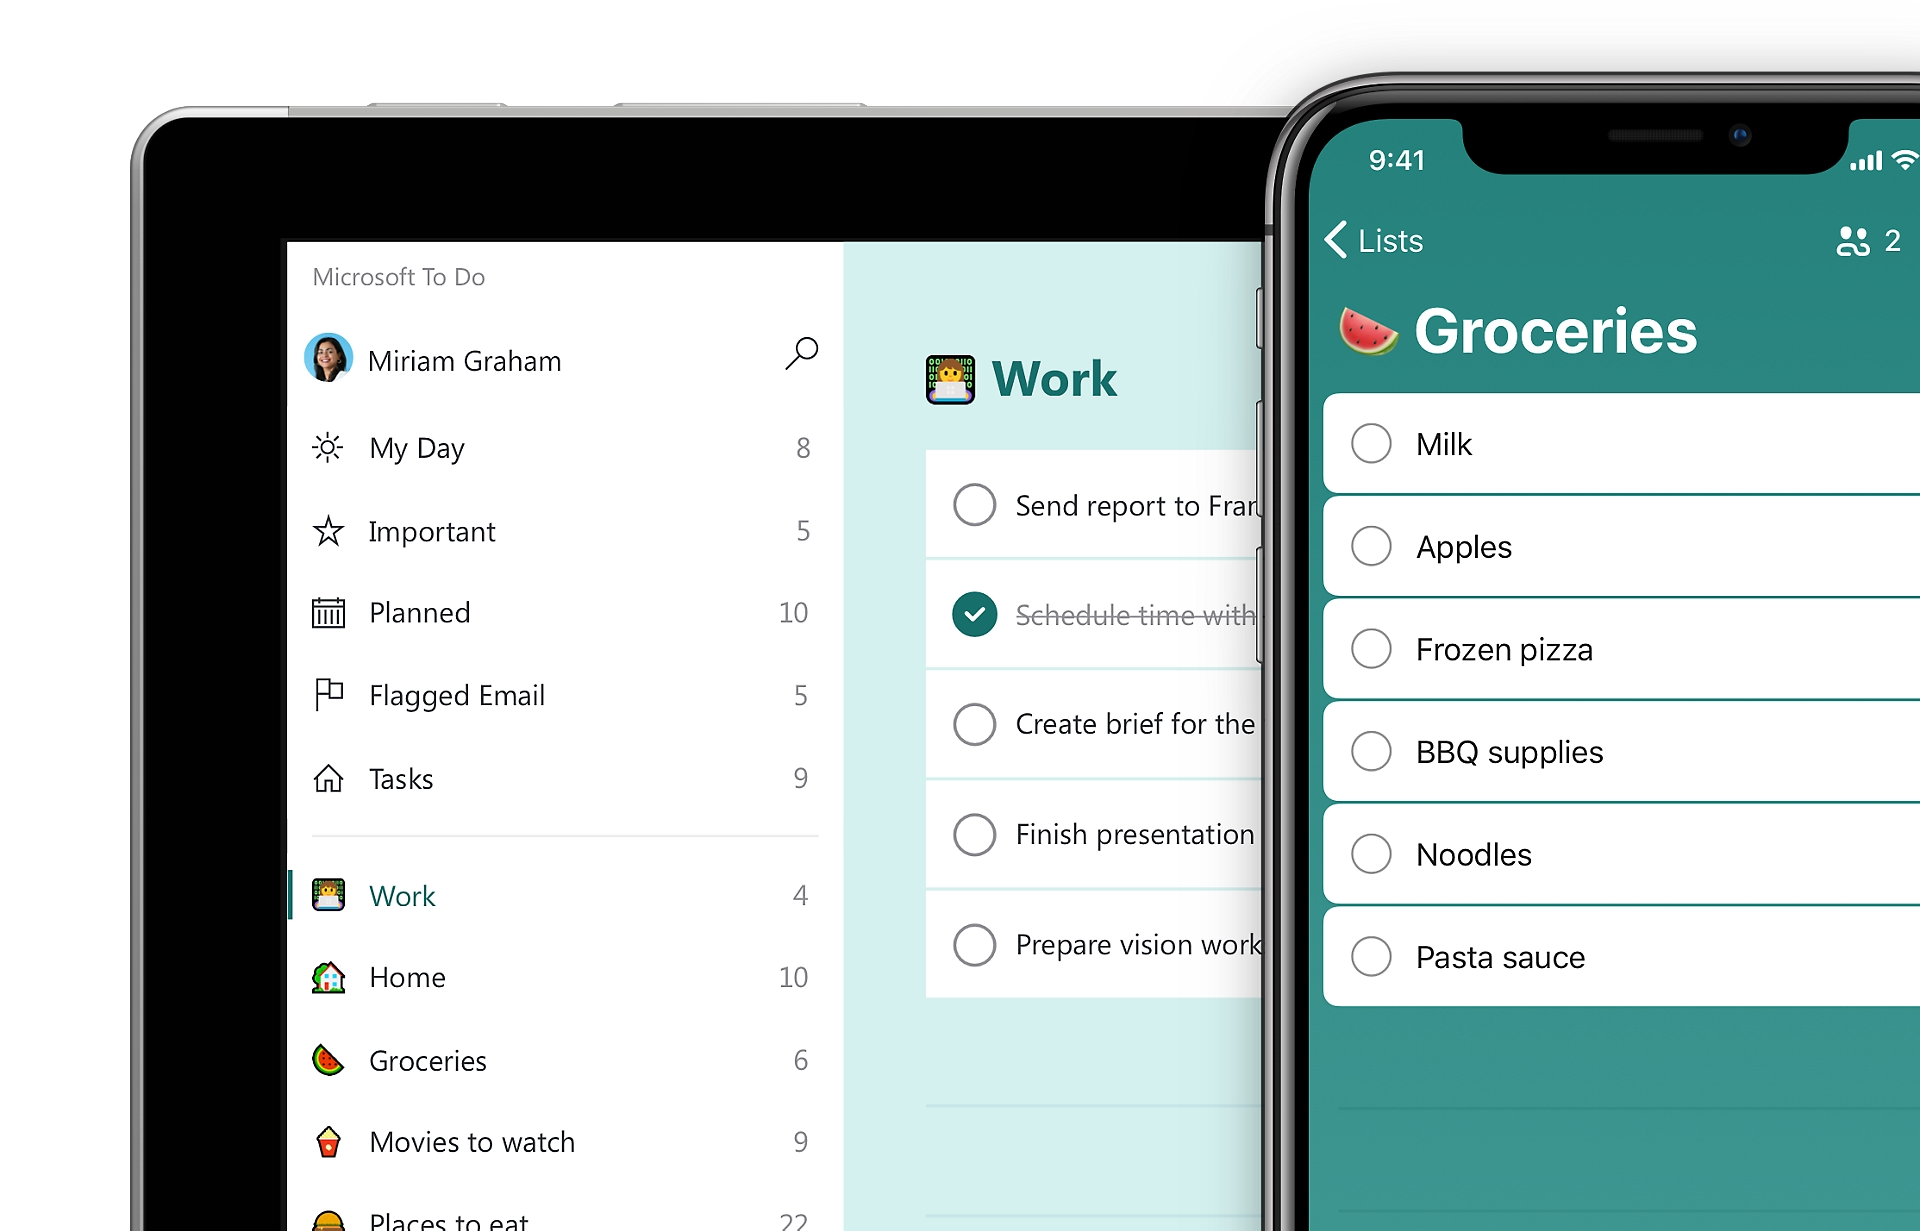 Microsoft To Do
Miriam Graham
My Day 8
Important 5
Planned 10
Flagged Email 5
Tasks 9
Work 4
Home 10
Groceries 6
Movies to watch 9
Places to eat 22
Work
Send report to
Schedule time with
Create brief for the
Finish presentation
Prepare vision work
9:41
Lists 2
Groceries
Milk
Apples
Frozen pizza
BBQ supplies
Noodles
Pasta sauce